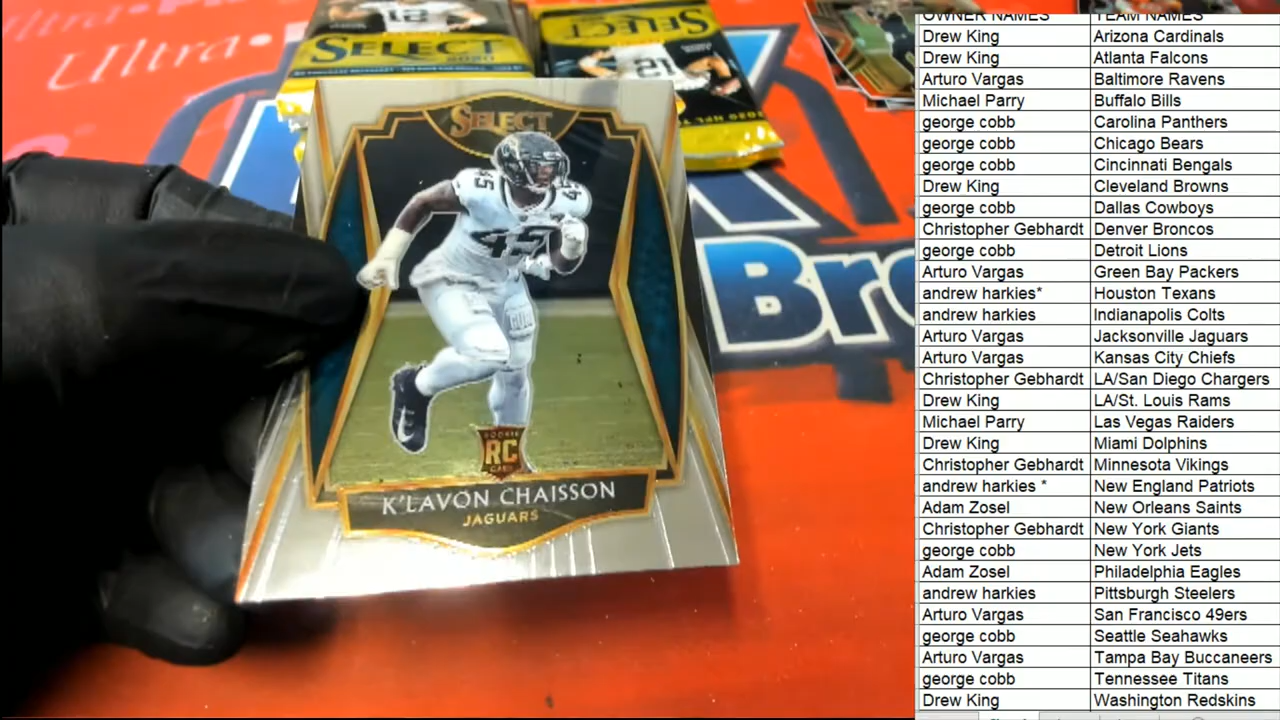 Ultra·PRO
SELECT
2020
SELECT
SELECT
45
45
ROOKIE
RC
CARD
K'LAVON CHAISSON
JAGUARS
Bre
OWNER NAMES TEAM NAMES
Drew King Arizona Cardinals
Drew King Atlanta Falcons
Arturo Vargas Baltimore Ravens
Michael Parry Buffalo Bills
george cobb Carolina Panthers
george cobb Chicago Bears
george cobb Cincinnati Bengals
Drew King Cleveland Browns
george cobb Dallas Cowboys
Christopher Gebhardt Denver Broncos
george cobb Detroit Lions
Arturo Vargas Green Bay Packers
andrew harkies* Houston Texans
andrew harkies Indianapolis Colts
Arturo Vargas Jacksonville Jaguars
Arturo Vargas Kansas City Chiefs
Christopher Gebhardt LA/San Diego Chargers
Drew King LA/St. Louis Rams
Michael Parry Las Vegas Raiders
Drew King Miami Dolphins
Christopher Gebhardt Minnesota Vikings
andrew harkies * New England Patriots
Adam Zosel New Orleans Saints
Christopher Gebhardt New York Giants
george cobb New York Jets
Adam Zosel Philadelphia Eagles
andrew harkies Pittsburgh Steelers
Arturo Vargas San Francisco 49ers
george cobb Seattle Seahawks
Arturo Vargas Tampa Bay Buccaneers
george cobb Tennessee Titans
Drew King Washington Redskins